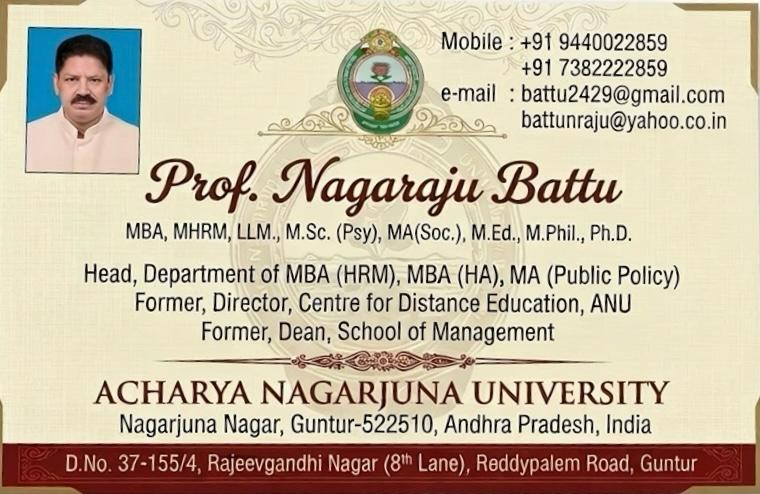 Mobile : +91 9440022859
+91 7382222859
e-mail : battu2429@gmail.com
battunraju@yahoo.co.in
Prof. Nagaraju Battu
MBA, MHRM, LLM., M.Sc. (Psy), MA(Soc.), M.Ed., M.Phil., Ph.D.
Head, Department of MBA (HRM), MBA (HA), MA (Public Policy)
Former, Director, Centre for Distance Education, ANU
Former, Dean, School of Management
ACHARYA NAGARJUNA UNIVERSITY
Nagarjuna Nagar, Guntur-522510, Andhra Pradesh, India
D.No. 37-155/4, Rajeevgandhi Nagar (8th Lane), Reddypalem Road, Guntur